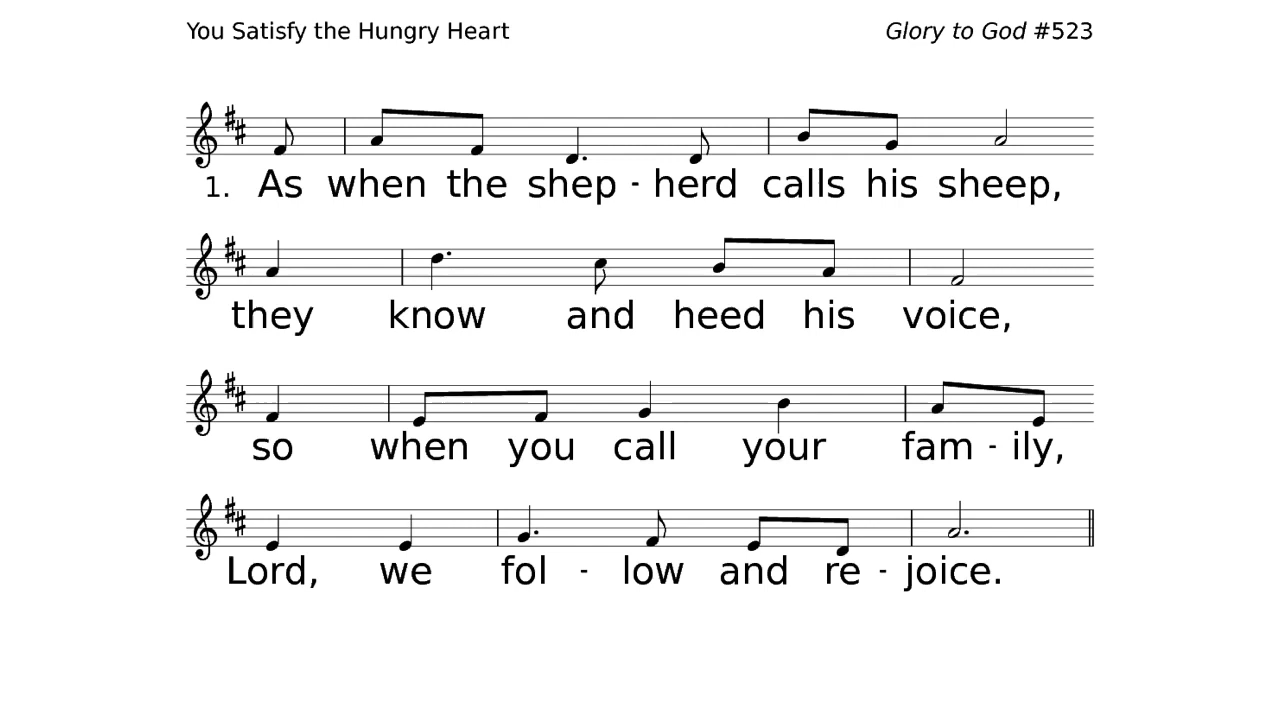 You Satisfy the Hungry Heart Glory to God #523
1. As when the shep - herd calls his sheep,
they know and heed his voice,
so when you call your fam - ily,
Lord, we fol - low and re - joice.